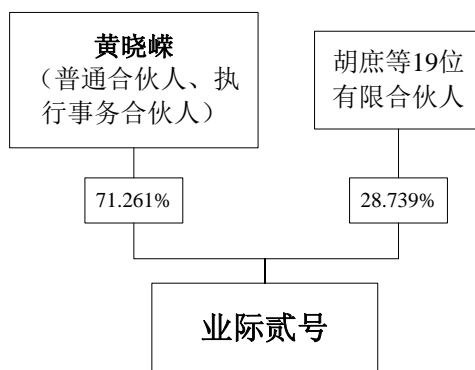 黄晓嵘
（普通合伙人、执
行事务合伙人）
胡庶等19位
有限合伙人
71.261%
28.739%
业际贰号